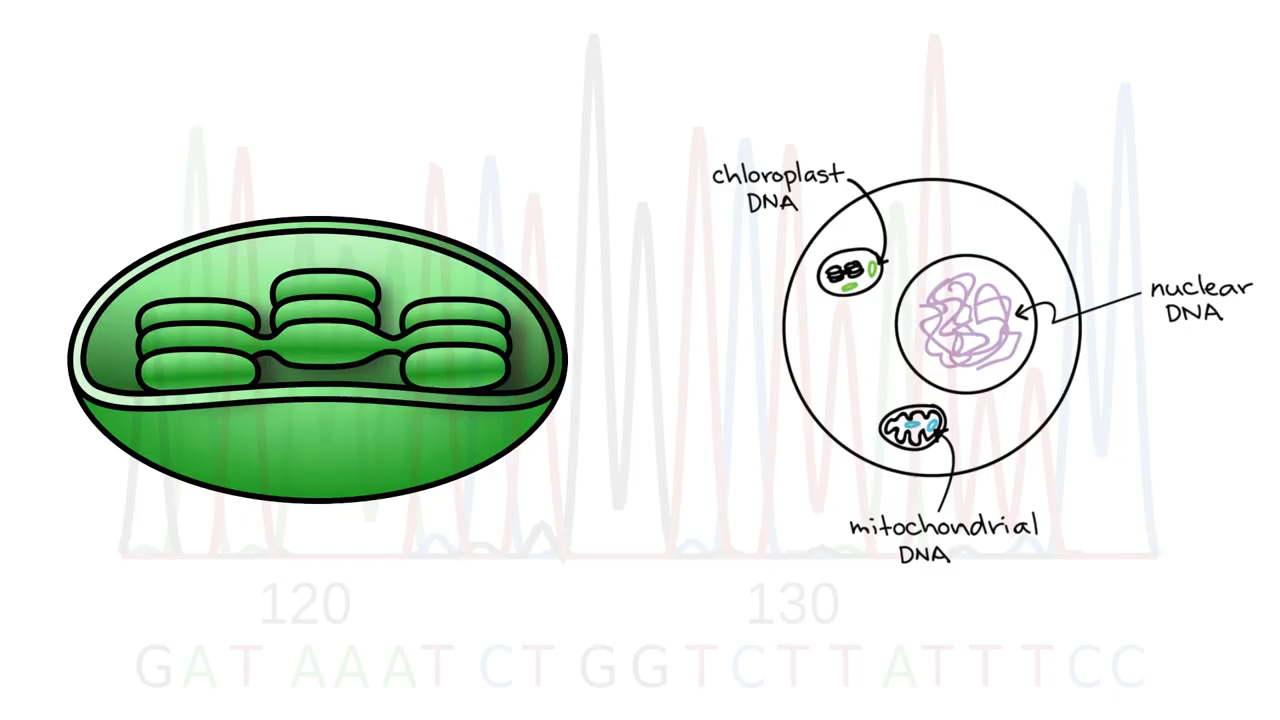 chloroplast
DNA
nuclear
DNA
mitochondrial
DNA
120 130
GAT AAAT CT GGTCTTATTTCC